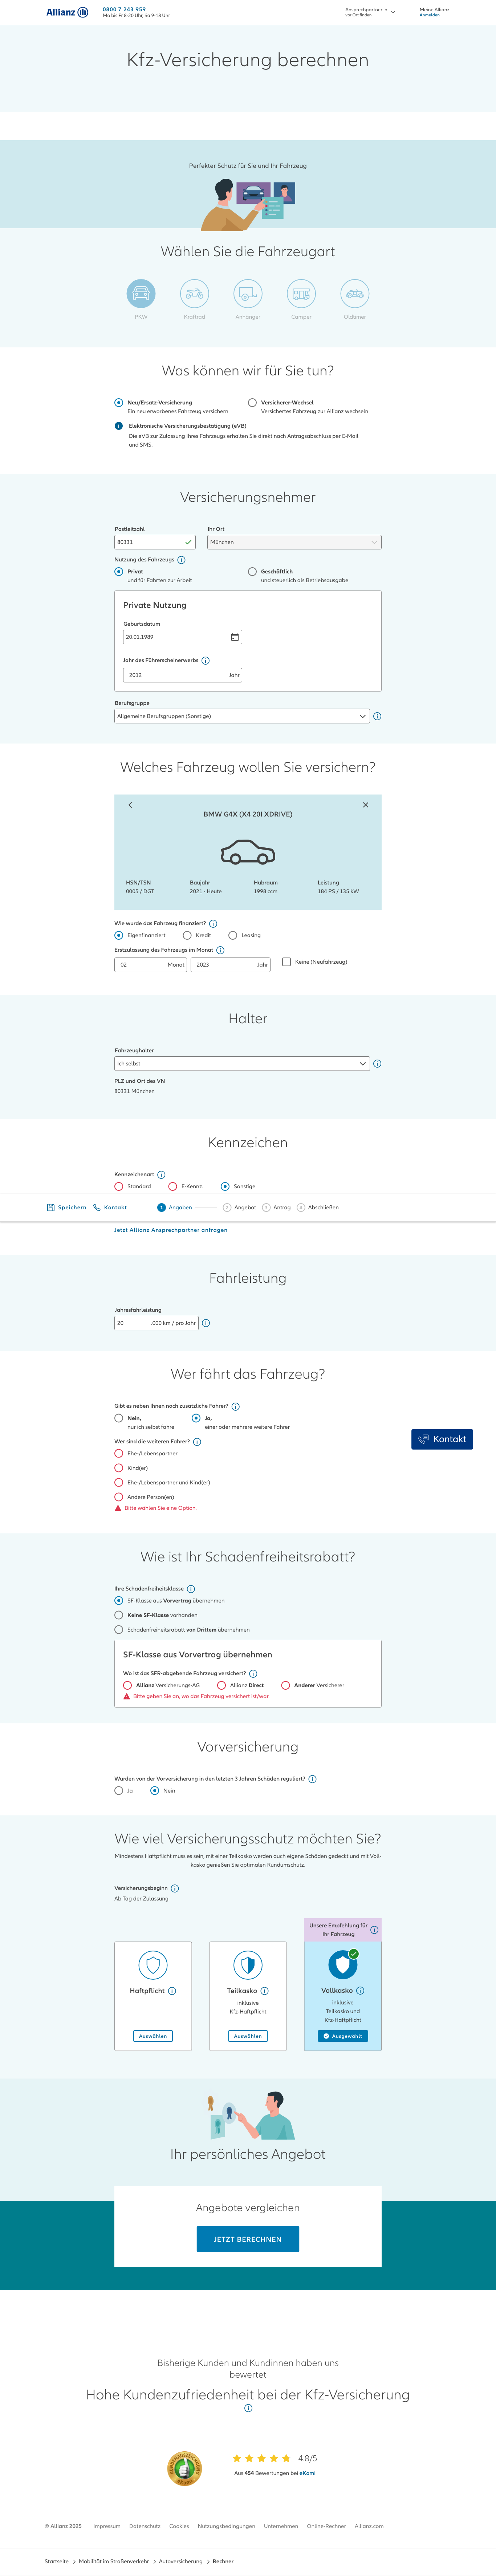 Allianz
0800 7 243 959
Mo bis Fr 8-20 Uhr, Sa 9-18 Uhr
Ansprechpartner:in
vor Ort finden
Meine Allianz
Anmelden
Kfz-Versicherung berechnen
Perfekter Schutz für Sie und Ihr Fahrzeug
Wählen Sie die Fahrzeugart
PKW
Kraftrad
Anhänger
Camper
Oldtimer
Was können wir für Sie tun?
Neu/Ersatz-Versicherung
Ein neu erworbenes Fahrzeug versichern
Versicherer-Wechsel
Versichertes Fahrzeug zur Allianz wechseln
Elektronische Versicherungsbestätigung (eVB)
Die eVB zur Zulassung Ihres Fahrzeugs erhalten Sie direkt nach Antragsabschluss per E-Mail
und SMS.
Versicherungsnehmer
Postleitzahl
Ihr Ort
80331
München
Nutzung des Fahrzeugs
Privat
und für Fahrten zur Arbeit
Geschäftlich
und steuerlich als Betriebsausgabe
Private Nutzung
Geburtsdatum
20.01.1989
Jahr des Führerscheinerwerbs
2012 Jahr
Berufsgruppe
Allgemeine Berufsgruppen (Sonstige)
Welches Fahrzeug wollen Sie versichern?
BMW G4X (X4 20I XDRIVE)
HSN/TSN
0005 / DGT
Baujahr
2021 - Heute
Hubraum
1998 ccm
Leistung
184 PS / 135 kW
Wie wurde das Fahrzeug finanziert?
Eigenfinanziert
Kredit
Leasing
Erstzulassung des Fahrzeugs im Monat
02 Monat
2023 Jahr
Keine (Neufahrzeug)
Halter
Fahrzeughalter
Ich selbst
PLZ und Ort des VN
80331 München
Kennzeichen
Kennzeichenart
Standard
E-Kennz.
Sonstige
Speichern
Kontakt
1 Angaben
2 Angebot
3 Antrag
4 Abschließen
Jetzt Allianz Ansprechpartner anfragen
Fahrleistung
Jahresfahrleistung
20 .000 km / pro Jahr
Wer fährt das Fahrzeug?
Gibt es neben Ihnen noch zusätzliche Fahrer?
Nein,
nur ich selbst fahre
Ja,
einer oder mehrere weitere Fahrer
Kontakt
Wer sind die weiteren Fahrer?
Ehe-/Lebenspartner
Kind(er)
Ehe-/Lebenspartner und Kind(er)
Andere Person(en)
Bitte wählen Sie eine Option.
Wie ist Ihr Schadenfreiheitsrabatt?
Ihre Schadenfreiheitsklasse
SF-Klasse aus Vorvertrag übernehmen
Keine SF-Klasse vorhanden
Schadenfreiheitsrabatt von Drittem übernehmen
SF-Klasse aus Vorvertrag übernehmen
Wo ist das SFR-abgebende Fahrzeug versichert?
Allianz Versicherungs-AG
Allianz Direct
Anderer Versicherer
Bitte geben Sie an, wo das Fahrzeug versichert ist/war.
Vorversicherung
Wurden von der Vorversicherung in den letzten 3 Jahren Schäden reguliert?
Ja
Nein
Wie viel Versicherungsschutz möchten Sie?
Mindestens Haftpflicht muss es sein, mit einer Teilkasko werden auch eigene Schäden gedeckt und mit Voll-
kasko genießen Sie optimalen Rundumschutz.
Versicherungsbeginn
Ab Tag der Zulassung
Unsere Empfehlung für
Ihr Fahrzeug
Haftpflicht
Auswählen
Teilkasko
inklusive
Kfz-Haftpflicht
Auswählen
Vollkasko
inklusive
Teilkasko und
Kfz-Haftpflicht
Ausgewählt
Ihr persönliches Angebot
Angebote vergleichen
JETZT BERECHNEN
Bisherige Kunden und Kundinnen haben uns
bewertet
Hohe Kundenzufriedenheit bei der Kfz-Versicherung
4.8/5
Aus 454 Bewertungen bei eKomi
© Allianz 2025
Impressum
Datenschutz
Cookies
Nutzungsbedingungen
Unternehmen
Online-Rechner
Allianz.com
Startseite
Mobilität im Straßenverkehr
Autoversicherung
Rechner